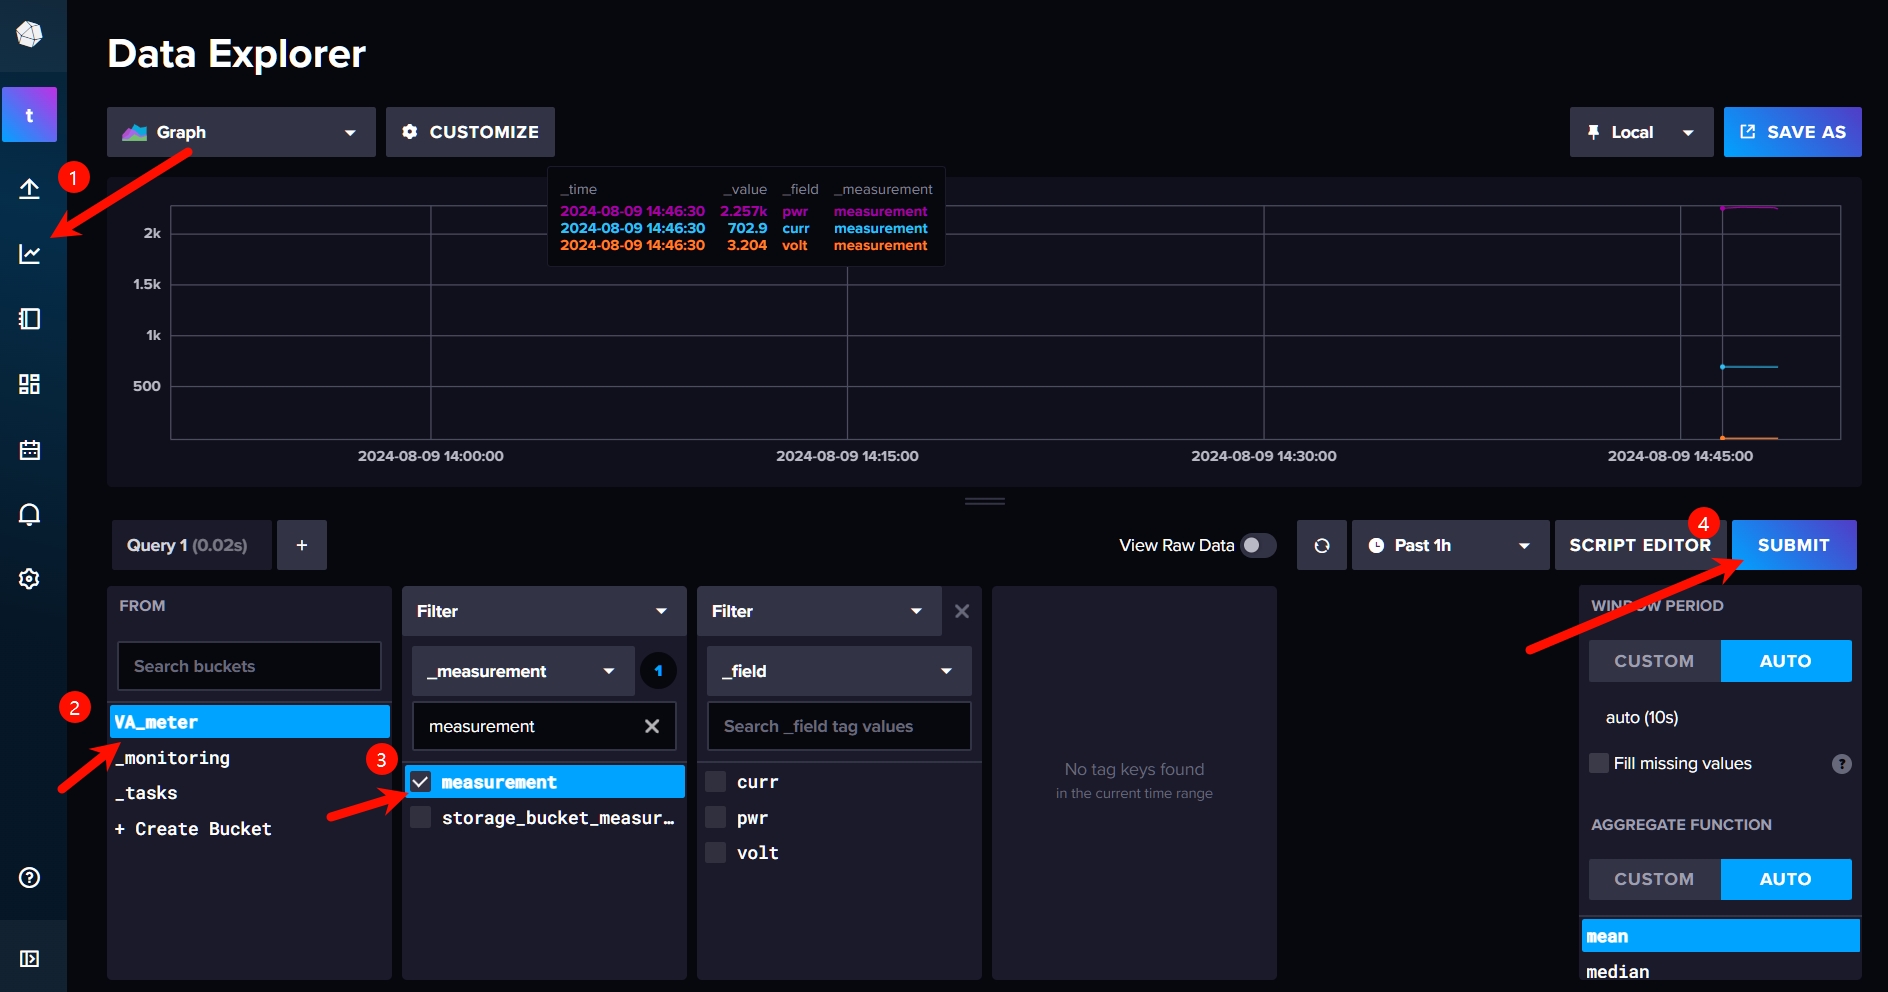 Data Explorer
t
Graph
CUSTOMIZE
Local
SAVE AS
1
_time _value _field _measurement
2024-08-09 14:46:30 2.257k pwr measurement
2024-08-09 14:46:30 702.9 curr measurement
2024-08-09 14:46:30 3.204 volt measurement
2k
1.5k
1k
500
2024-08-09 14:00:00 2024-08-09 14:15:00 2024-08-09 14:30:00 2024-08-09 14:45:00
Query 1 (0.02s)
+
View Raw Data
Past 1h
SCRIPT EDITOR
4
SUBMIT
FROM
Search buckets
2
VA_meter
_monitoring
_tasks
+ Create Bucket
Filter
_measurement
1
measurement
3
measurement
storage_bucket_measur…
Filter
_field
Search _field tag values
curr
pwr
volt
No tag keys found
in the current time range
WINDOW PERIOD
CUSTOM AUTO
auto (10s)
Fill missing values
?
AGGREGATE FUNCTION
CUSTOM AUTO
mean
median
?